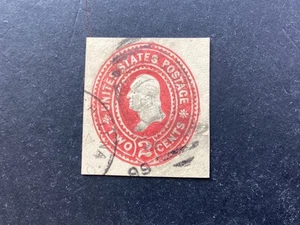 UNITED STATES POSTAGE
TWO 2 CENTS